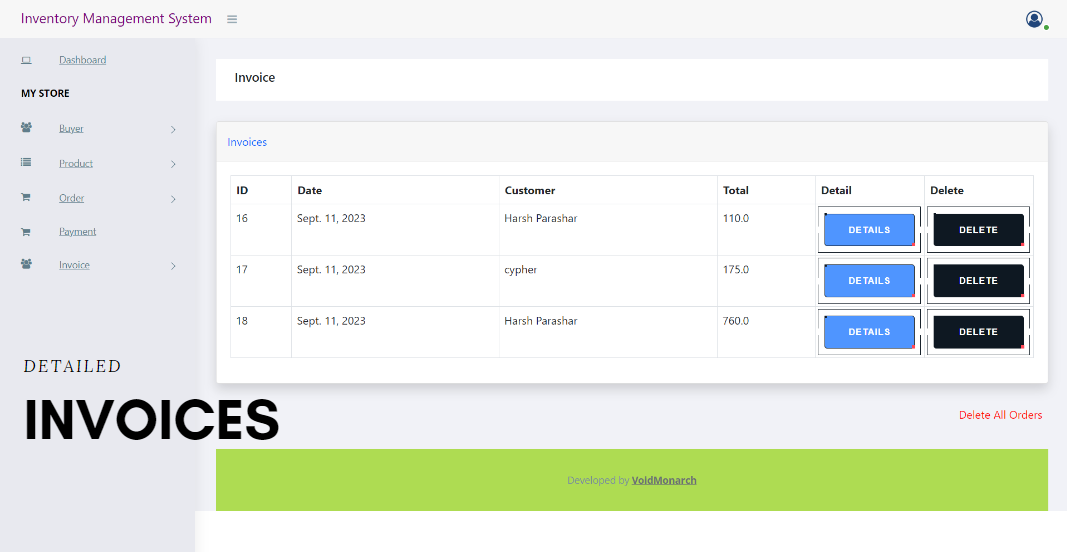 Inventory Management System
Dashboard
MY STORE
Buyer
Product
Order
Payment
Invoice
Invoice
Invoices
ID Date Customer Total Detail Delete
16 Sept. 11, 2023 Harsh Parashar 110.0 DETAILS DELETE
17 Sept. 11, 2023 cypher 175.0 DETAILS DELETE
18 Sept. 11, 2023 Harsh Parashar 760.0 DETAILS DELETE
DETAILED
INVOICES
Delete All Orders
Developed by VoidMonarch